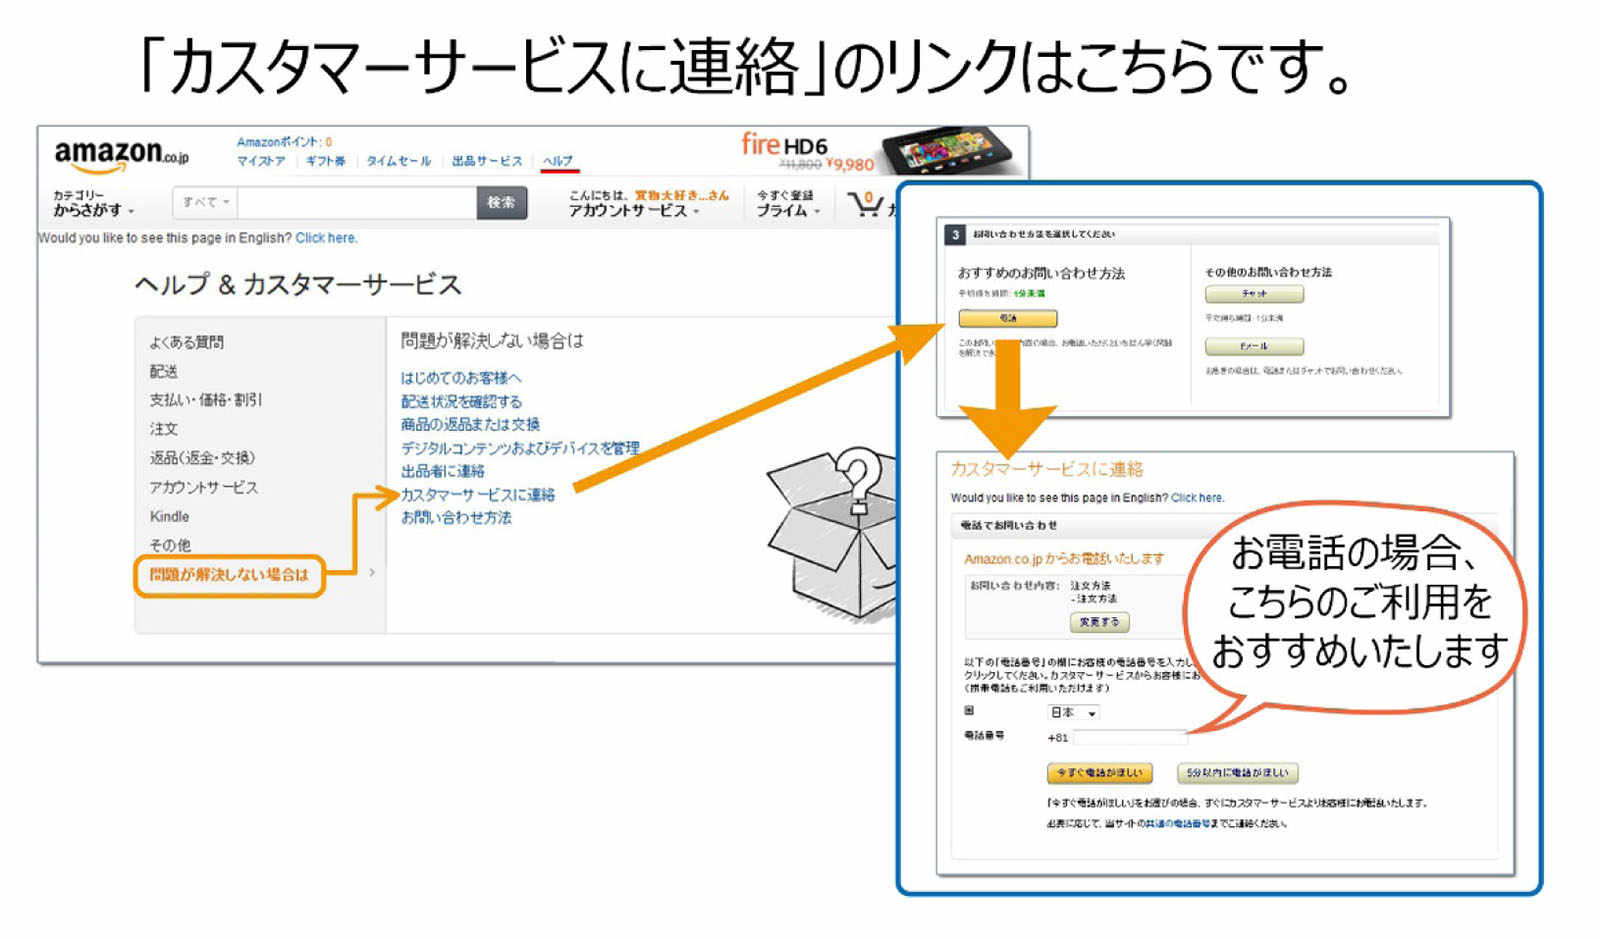 「カスタマーサービスに連絡」のリンクはこちらです。
amazon.co.jp
Amazonポイント: 0
マイストア ギフト券 タイムセール 出品サービス ヘルプ
fire HD6
¥11,800 ¥9,980
カテゴリー
からさがす
すべて
検索
こんにちは、買物大好き...さん
アカウントサービス
今すぐ登録
プライム
0
Would you like to see this page in English? Click here.
ヘルプ & カスタマーサービス
よくある質問
配送
支払い・価格・割引
注文
返品(返金・交換)
アカウントサービス
Kindle
その他
問題が解決しない場合は
問題が解決しない場合は
はじめてのお客様へ
配送状況を確認する
商品の返品または交換
デジタルコンテンツおよびデバイスを管理
出品者に連絡
カスタマーサービスに連絡
お問い合わせ方法
3 お問い合わせ方法を選択してください
おすすめのお問い合わせ方法
平均待ち時間: 1分未満
電話
その他のお問い合わせ方法
チャット
平均待ち時間: 1分未満
Eメール
お急ぎの場合は、電話またはチャットでお問い合わせください。
カスタマーサービスに連絡
Would you like to see this page in English? Click here.
電話でお問い合わせ
Amazon.co.jp からお電話いたします
お問い合わせ内容: 注文方法
- 注文方法
変更する
以下の「電話番号」の欄にお客様の電話番号を入力し
クリックしてください。カスタマーサービスからお客様にお
(携帯電話もご利用いただけます)
国 日本
電話番号 +81
今すぐ電話がほしい 5分以内に電話がほしい
「今すぐ電話がほしい」をお選びの場合、すぐにカスタマーサービスよりお客様にお電話いたします。
必要に応じて、当サイトの共通の電話番号までご連絡ください。
お電話の場合、
こちらのご利用を
おすすめいたします